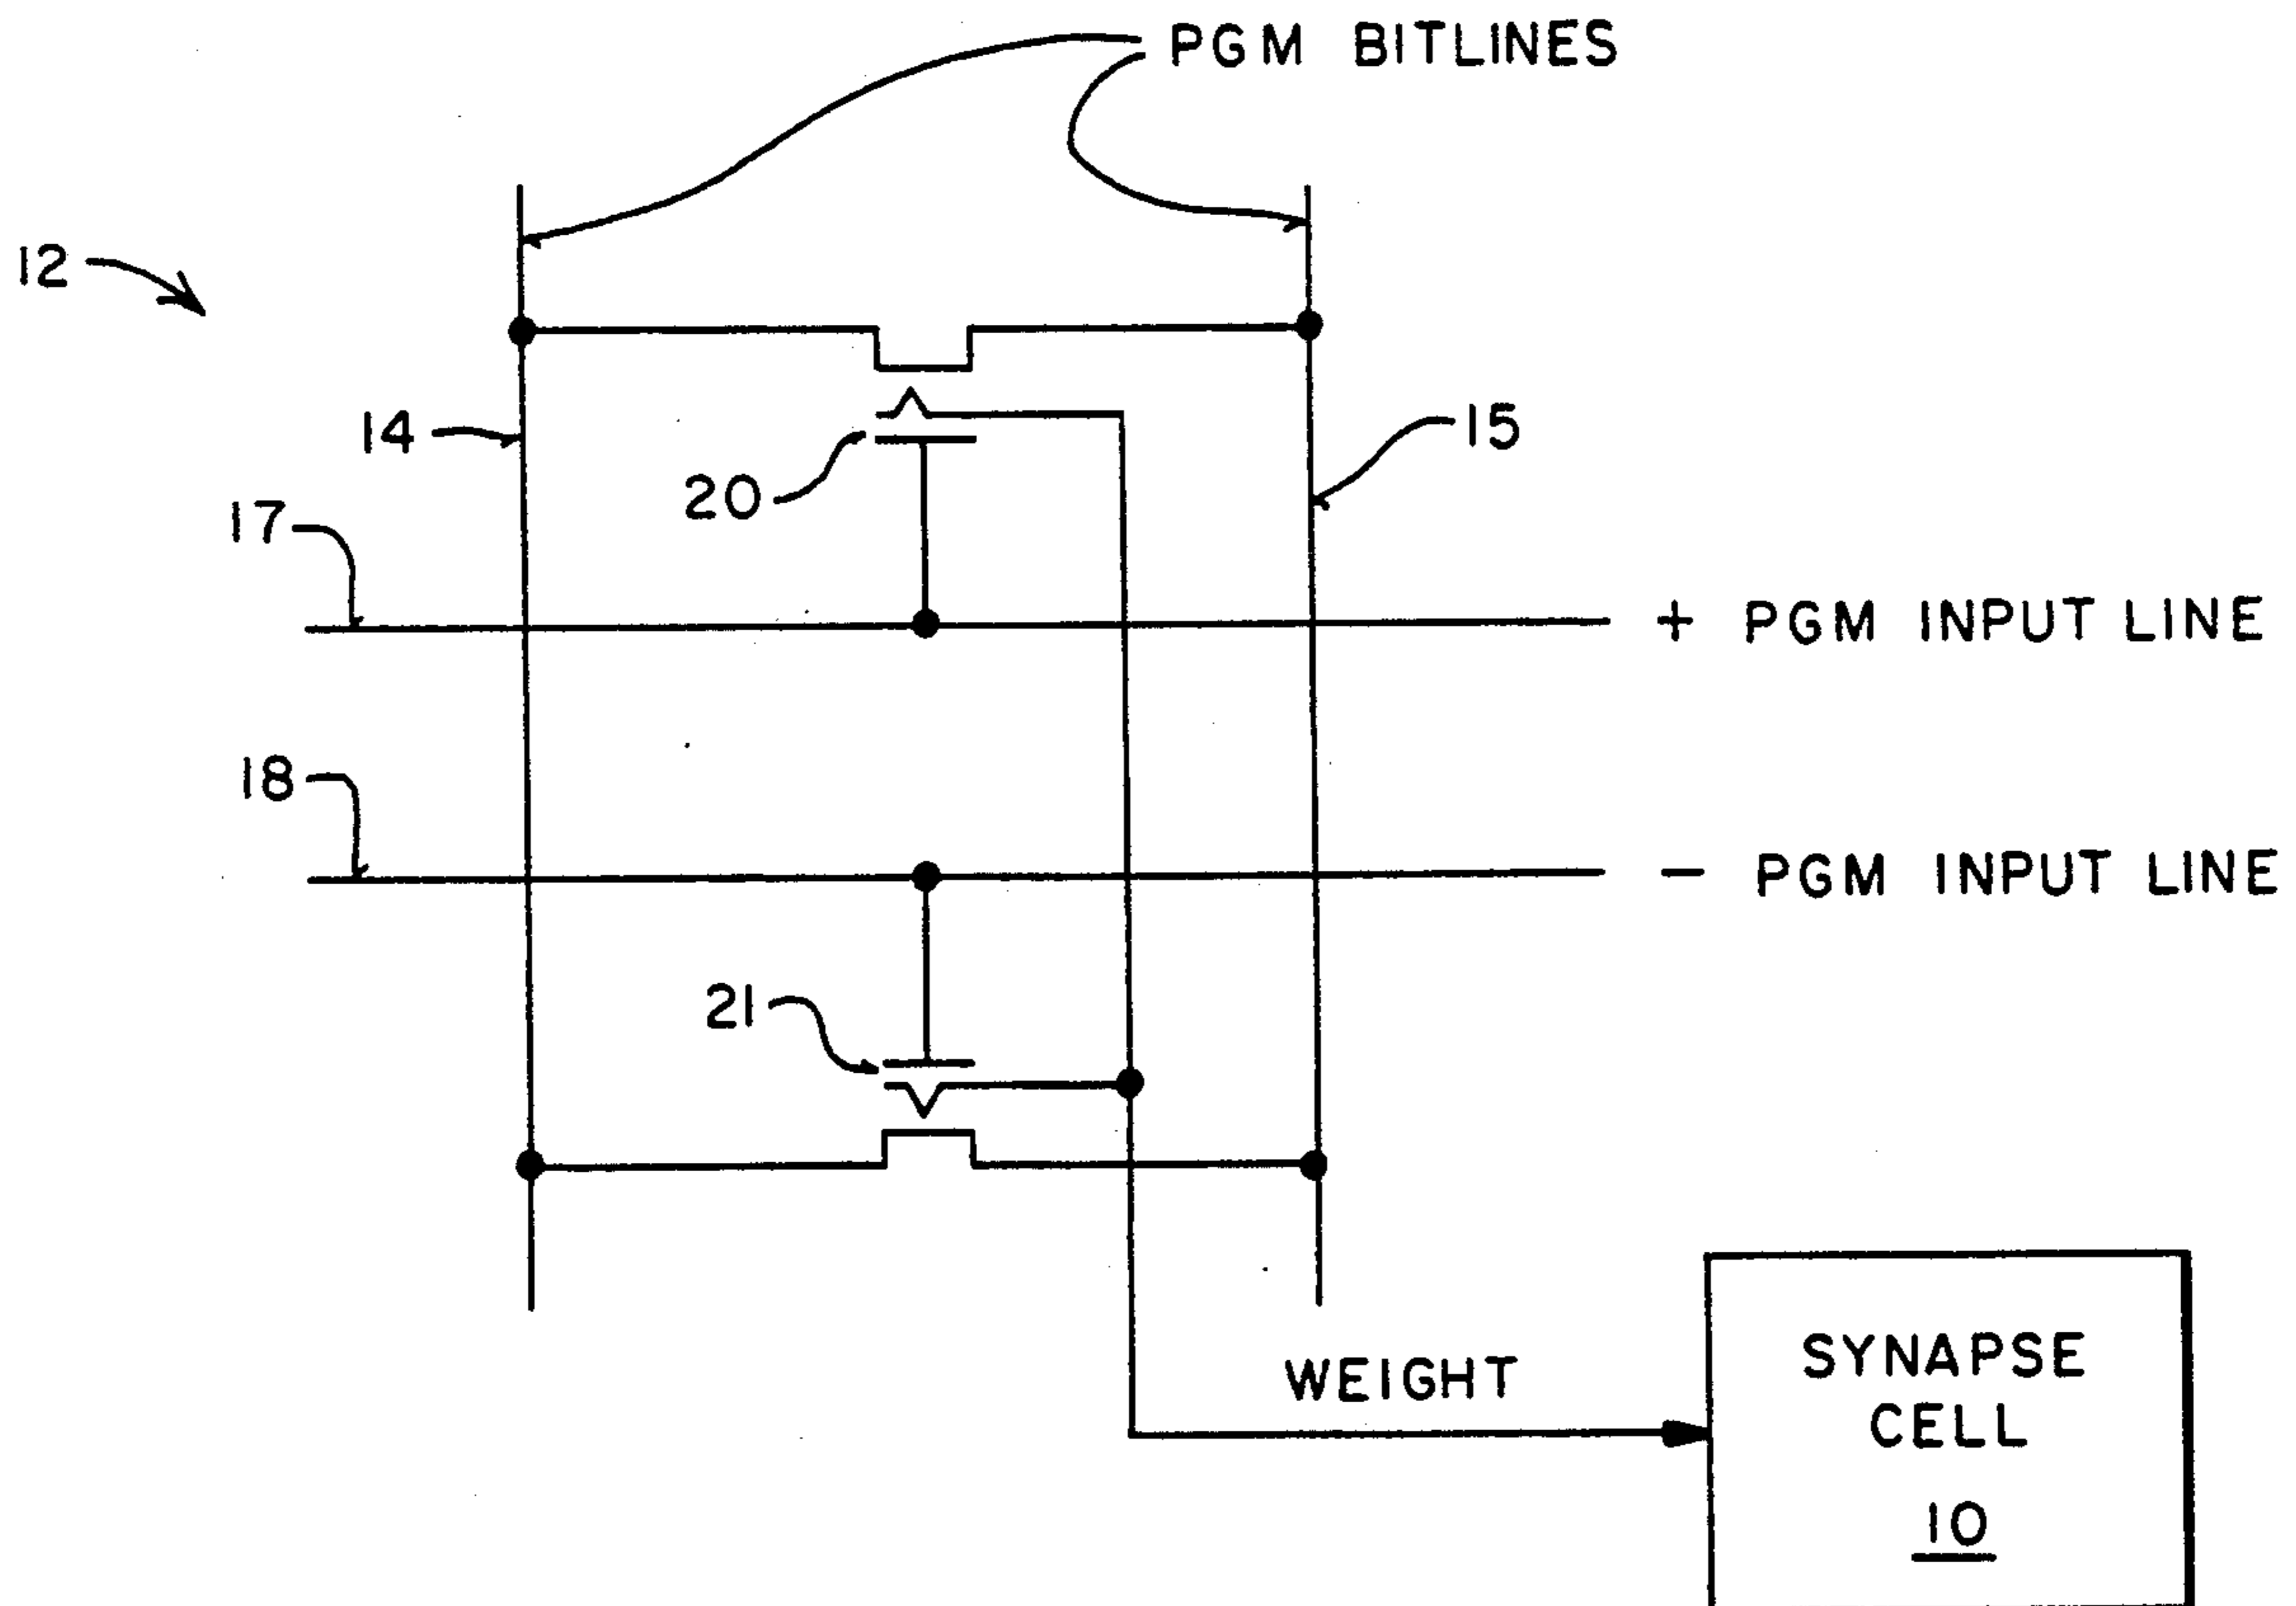 PGM BITLINES
12
14
15
20
17
+ PGM INPUT LINE
18
- PGM INPUT LINE
21
WEIGHT
SYNAPSE
CELL
10